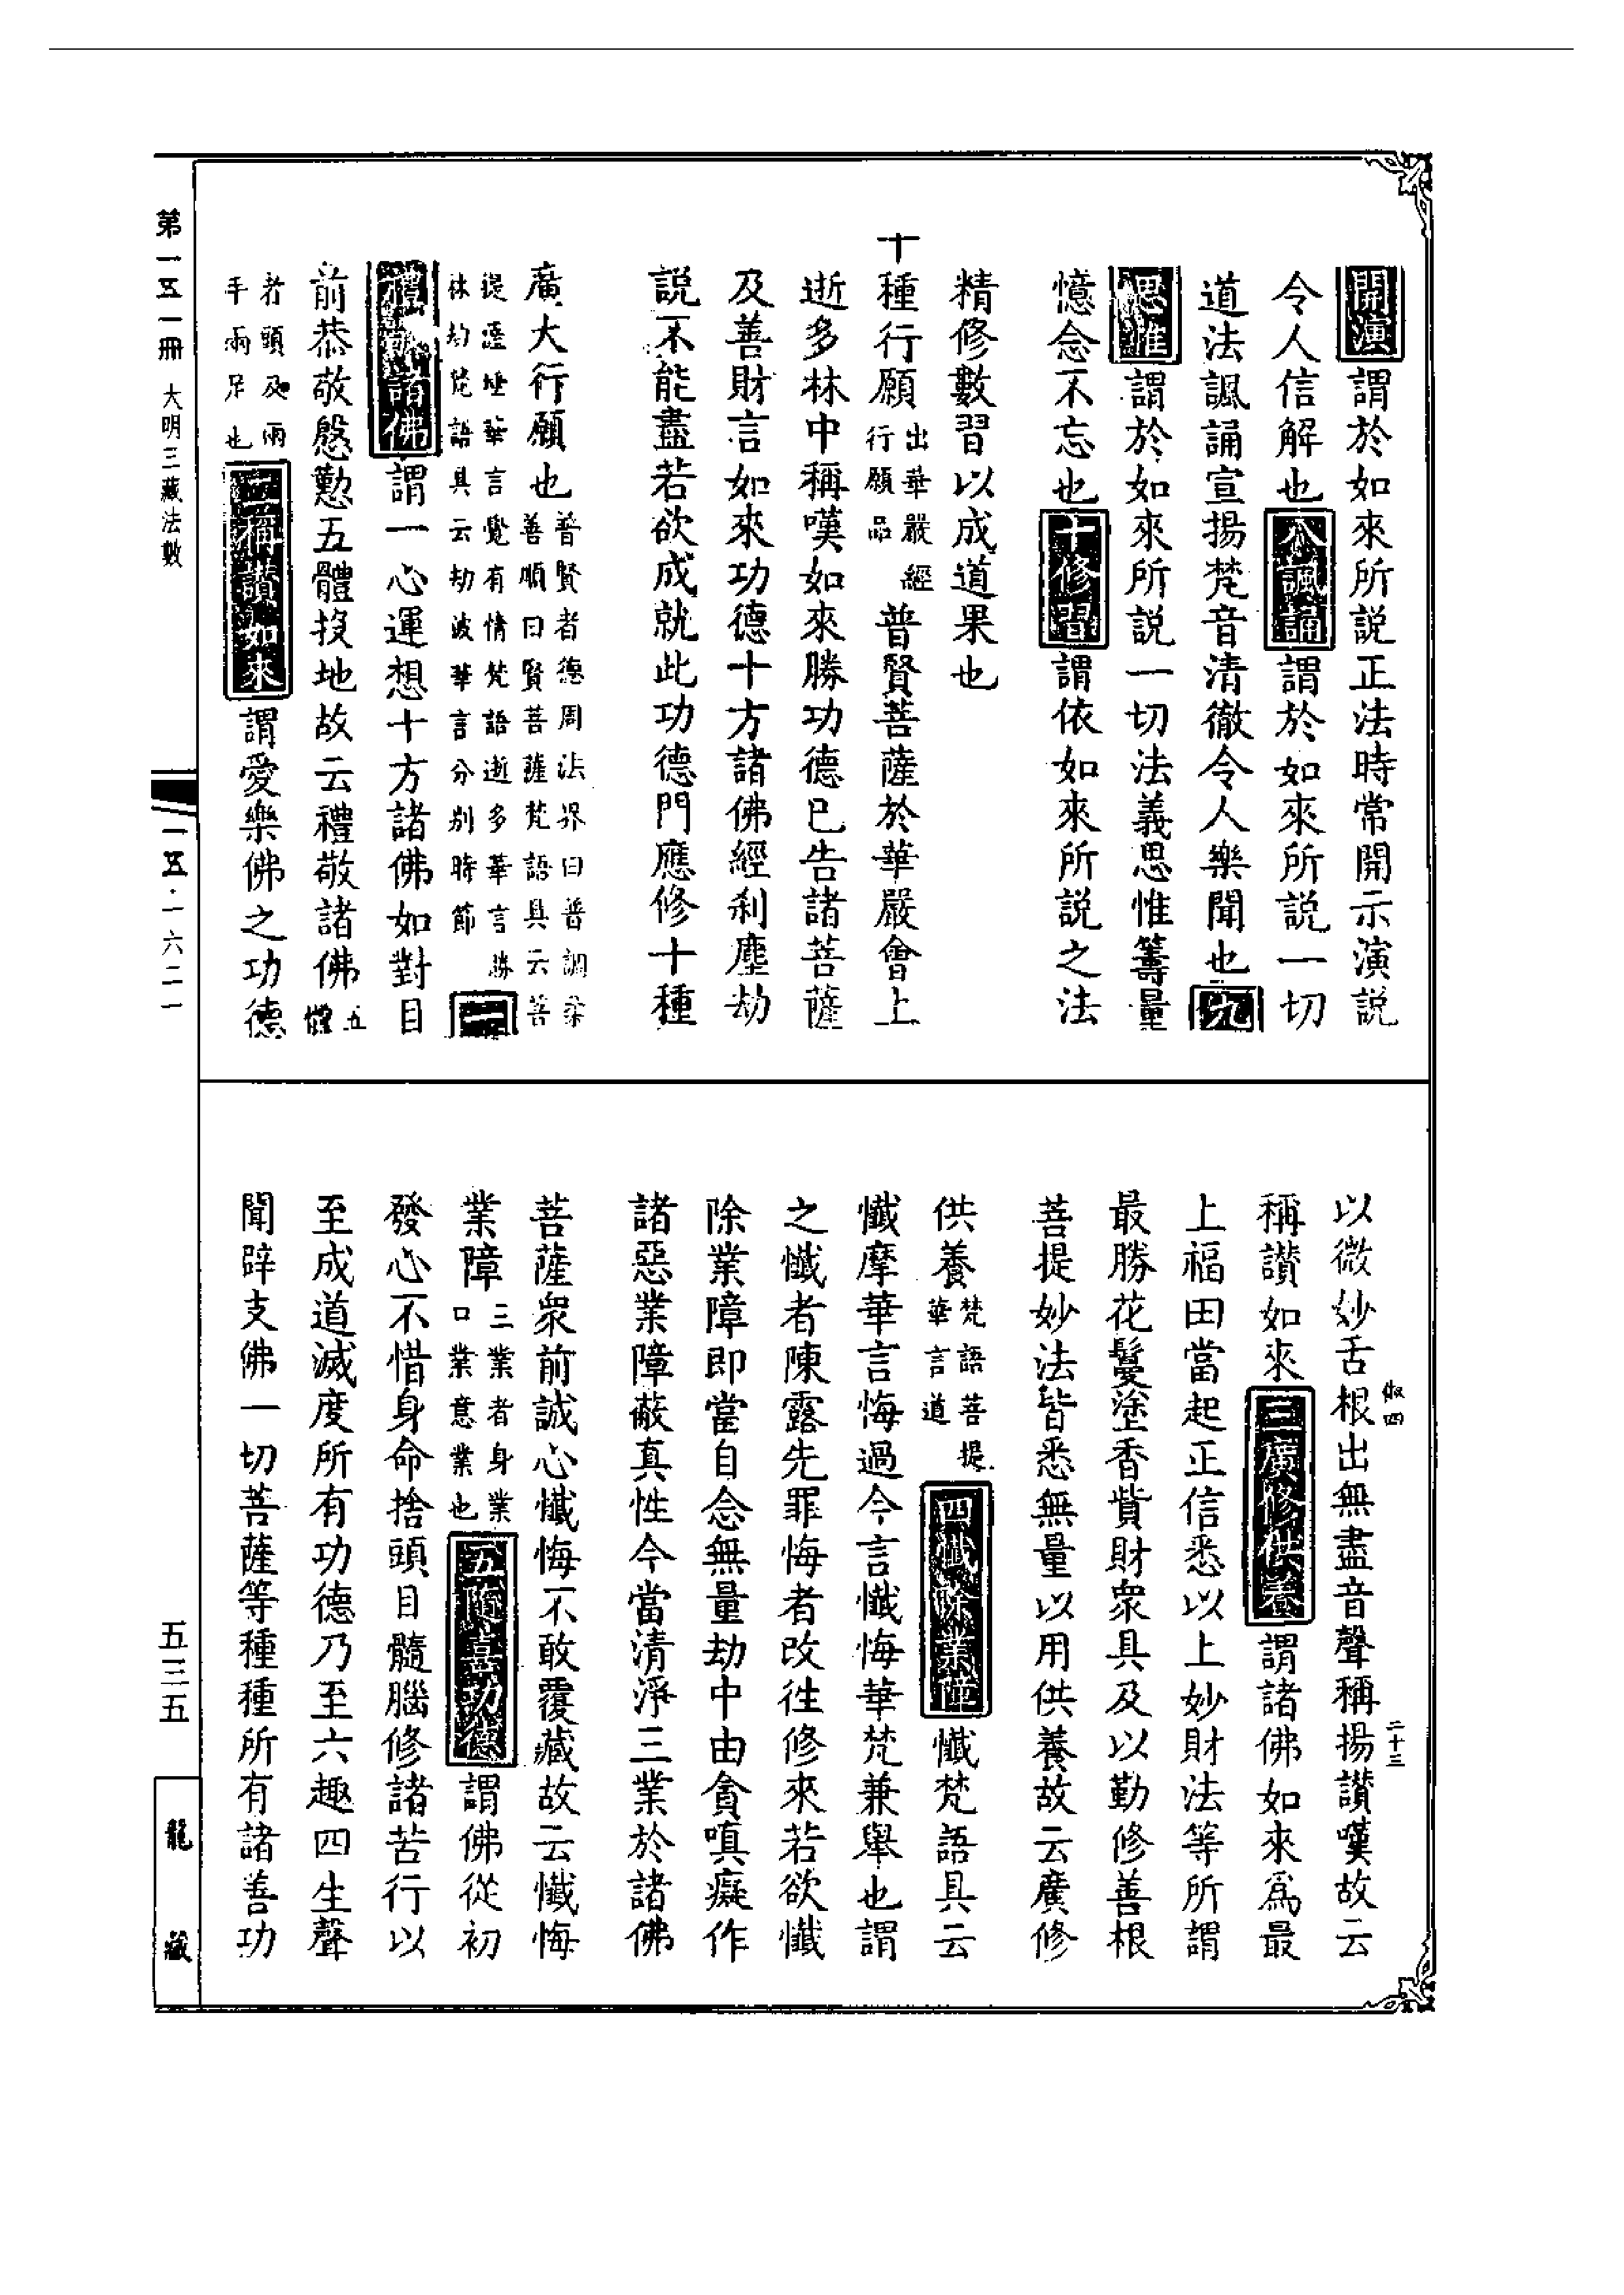 開演謂於如來所説正法時常開示演説
令人信解也八諷誦謂於如來所説一切
道法諷誦宣揚梵音清徹令人樂聞也九
思惟謂於如來所説一切法義思惟籌量
憶念不忘也十修習謂依如來所説之法
精修數習以成道果也
十種行願出華嚴經行願品普賢菩薩於華嚴會上
逝多林中稱嘆如來勝功德已告諸菩薩
及善財言如來功德十方諸佛經刹塵劫
説不能盡若欲成就此功德門應修十種
廣大行願也普賢者德周法界曰普調柔善順曰賢菩薩梵語具云菩
提薩埵華言覺有情梵語逝多華言勝林劫梵語具云劫波華言分别時節一
禮敬諸佛謂一心運想十方諸佛如對目
前恭敬慇懃五體投地故云禮敬諸佛五體
者頭及兩手兩足也二稱讃如來謂愛樂佛之功德
以微妙舌根出無盡音聲稱揚讃嘆故云
稱讃如來三廣修供養謂諸佛如來爲最
上福田當起正信悉以上妙財法等所謂
最勝花鬘塗香貲財衆具及以勤修善根
菩提妙法皆悉無量以用供養故云廣修
供養梵語菩提華言道四懺除業障懺梵語具云
懺摩華言悔過今言懺悔華梵兼舉也謂
之懺者陳露先罪悔者改往修來若欲懺
除業障即當自念無量劫中由貪嗔癡作
諸惡業障蔽真性今當清淨三業於諸佛
菩薩衆前誠心懺悔不敢覆藏故云懺悔
業障三業者身業口業意業也五隨喜功德謂佛從初
發心不惜身命捨頭目髓腦修諸苦行以
至成道滅度所有功德乃至六趣四生聲
聞辟支佛一切菩薩等種種所有諸善功
二十三
第一五一冊 大明三藏法數
一五·一六二一
五三五
龍藏